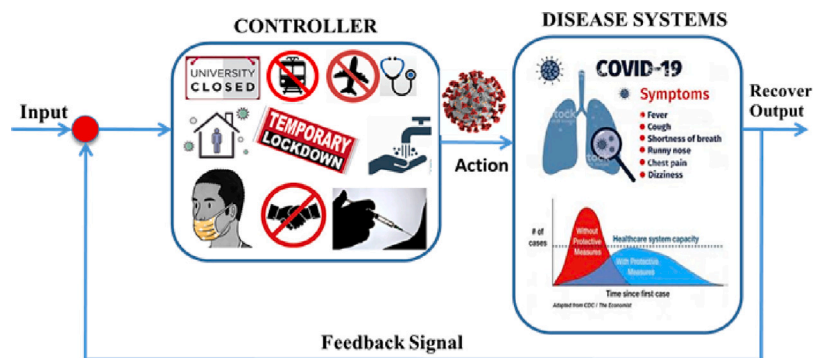 CONTROLLER
DISEASE SYSTEMS
UNIVERSITY
CLOSED
TEMPORARY
LOCKDOWN
Input
Action
COVID-19
Symptoms
Fever
Cough
Shortness of breath
Runny nose
Chest pain
Dizziness
Recover
Output
# of
cases
Without
Protective
Measures
Healthcare system capacity
With Protective
Measures
Time since first case
Adapted from CDC / The Economist
Feedback Signal